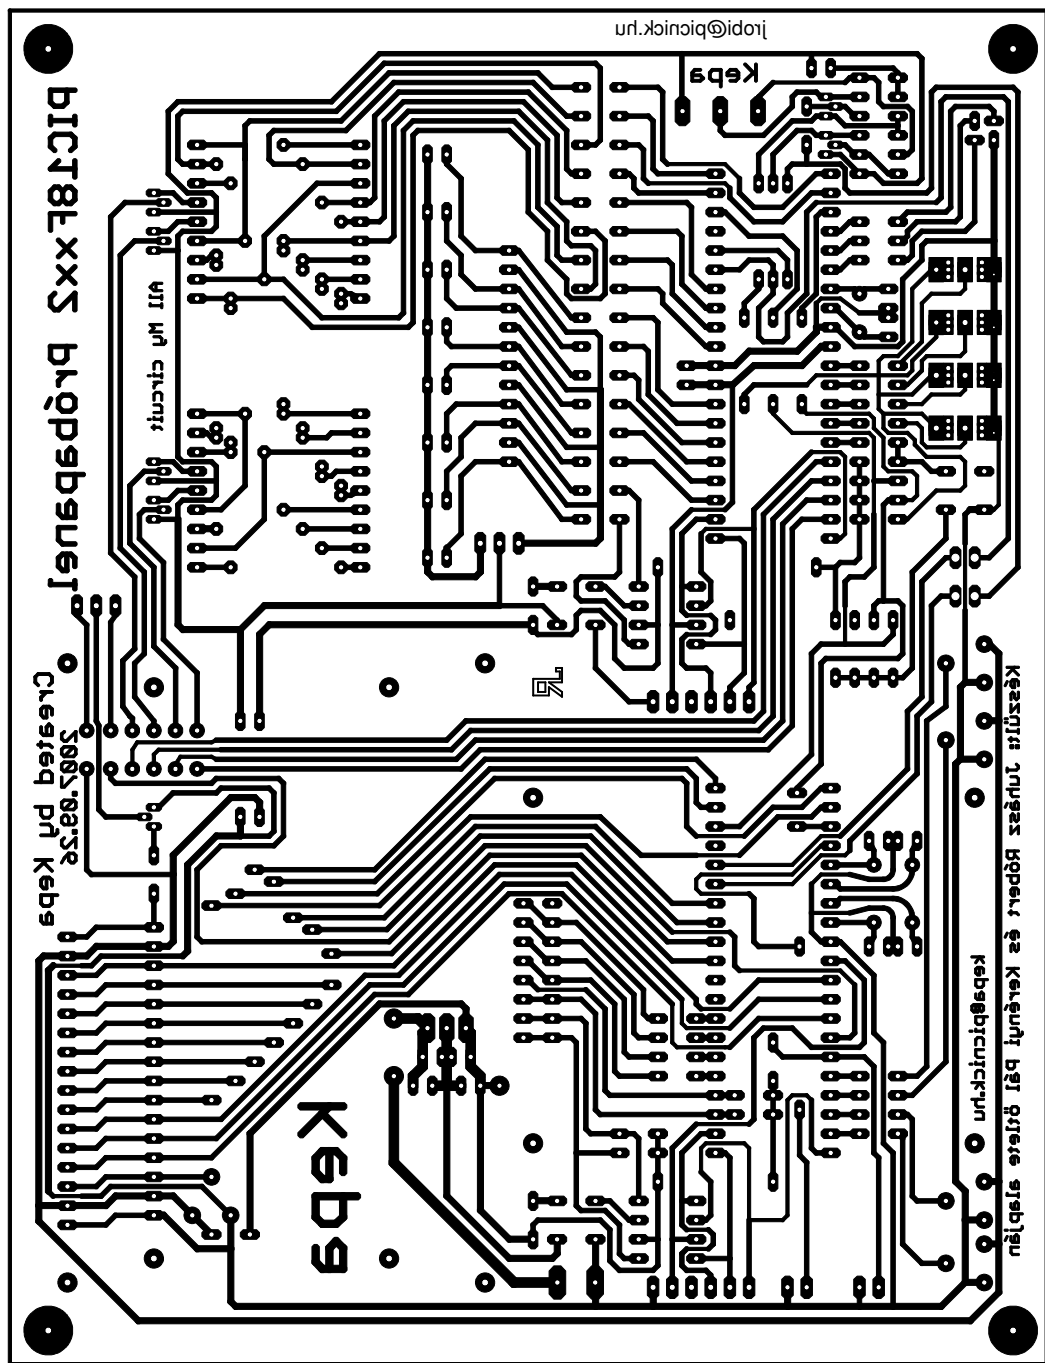 jrobi@picnick.hu
Kepa
PIC18Fxx2 próbapanel
All My circuit
Created by Kepa
2007.09.26
Készült: Juhász Róbert és Kerényi Pál ötlete alapján
kepa@picnick.hu
Kepa